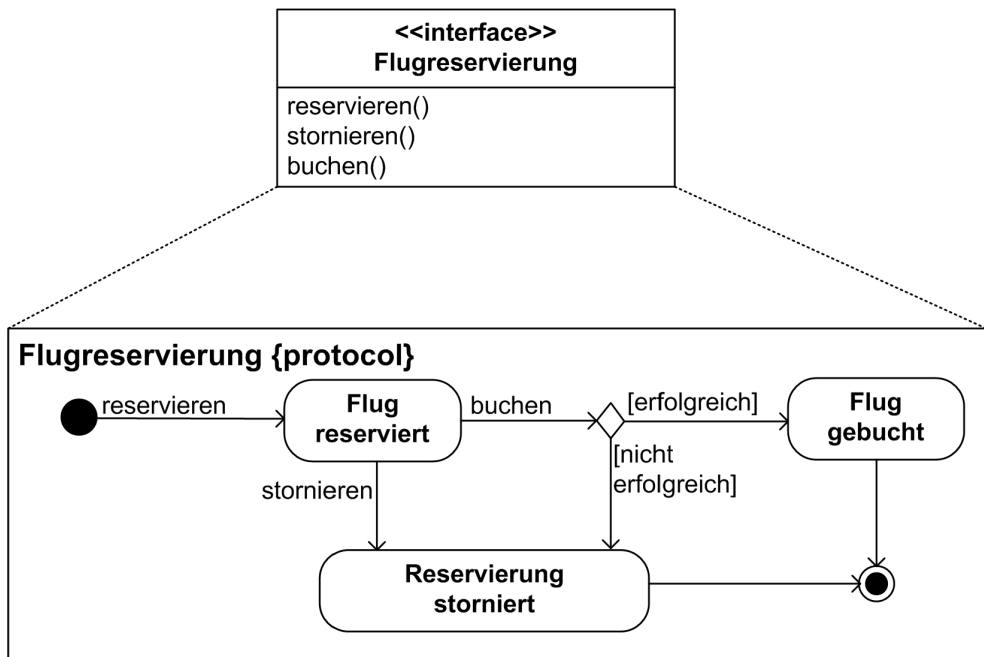 <<interface>>
Flugreservierung
reservieren()
stornieren()
buchen()
Flugreservierung {protocol}
reservieren
Flug
reserviert
buchen
[erfolgreich]
Flug
gebucht
[nicht
erfolgreich]
stornieren
Reservierung
storniert